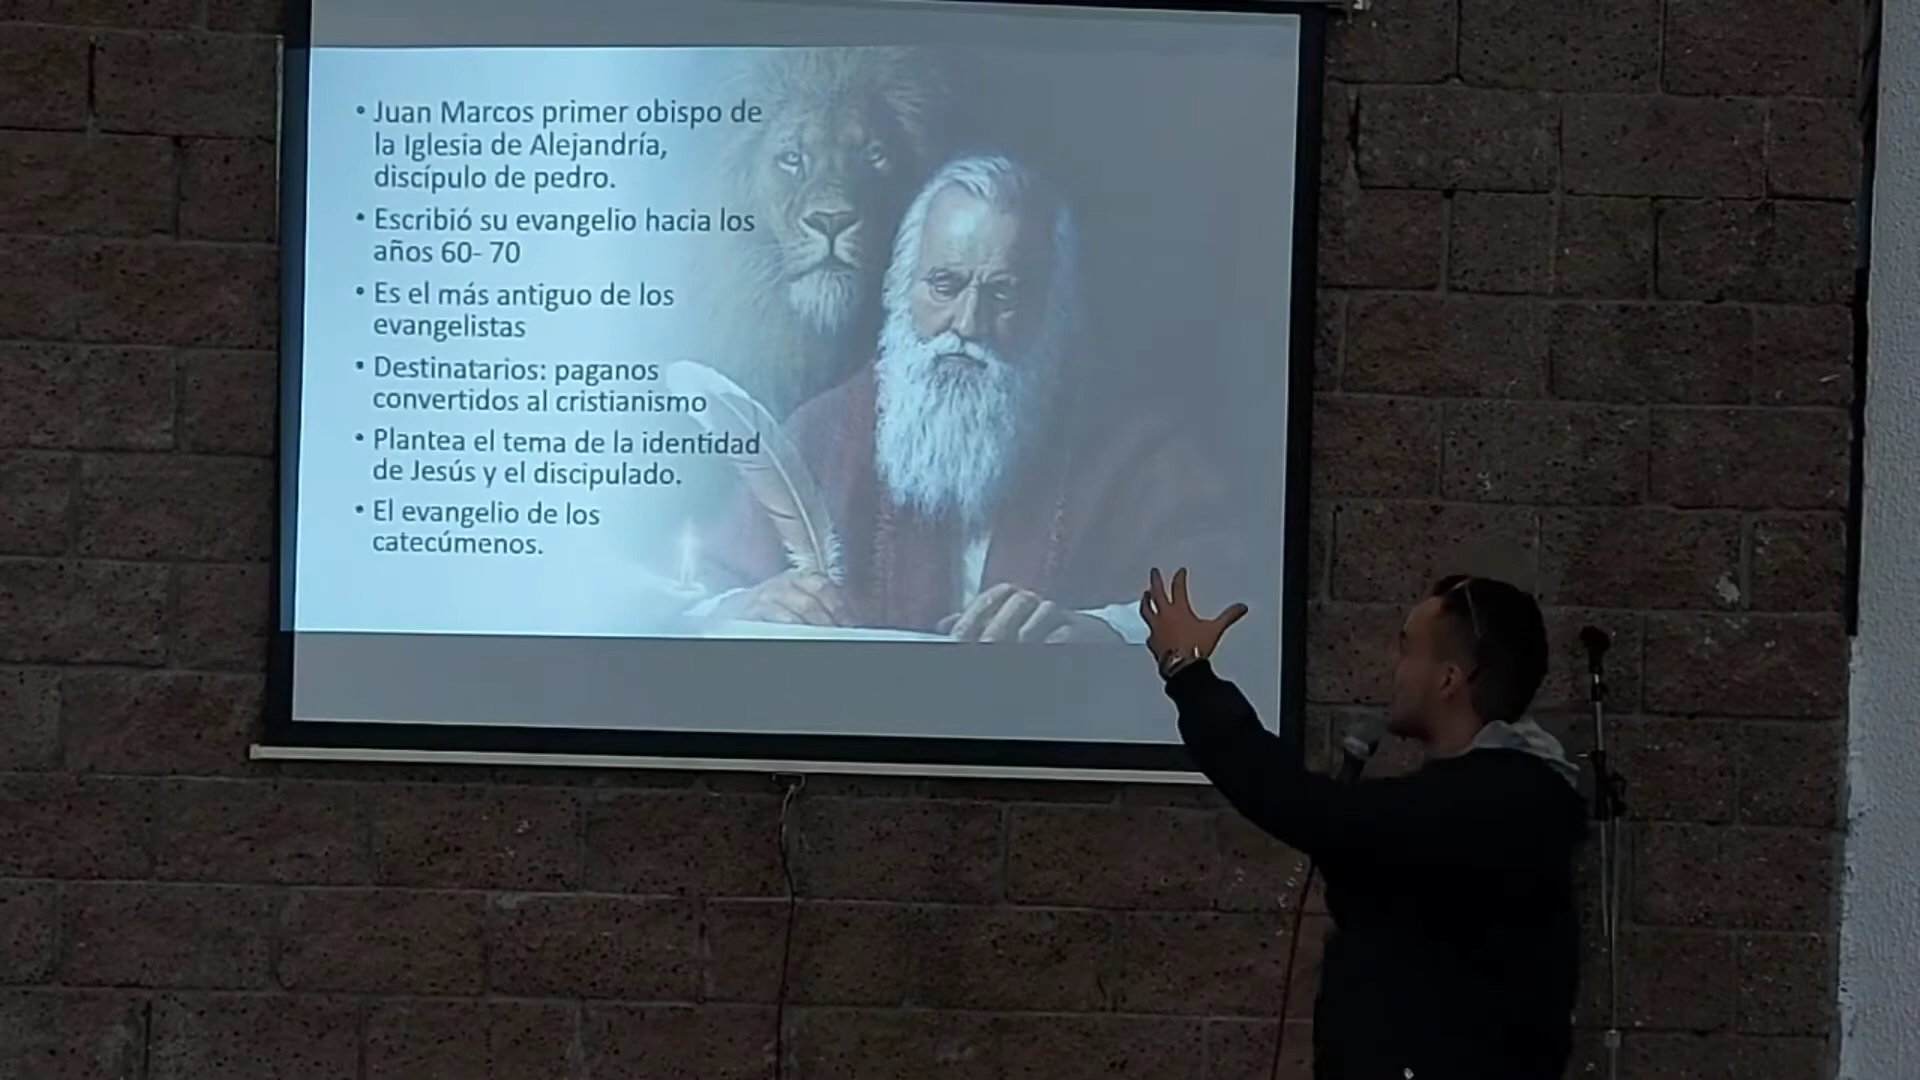 • Juan Marcos primer obispo de
la Iglesia de Alejandría,
discípulo de pedro.
• Escribió su evangelio hacia los
años 60- 70
• Es el más antiguo de los
evangelistas
• Destinatarios: paganos
convertidos al cristianismo
• Plantea el tema de la identidad
de Jesús y el discipulado.
• El evangelio de los
catecúmenos.